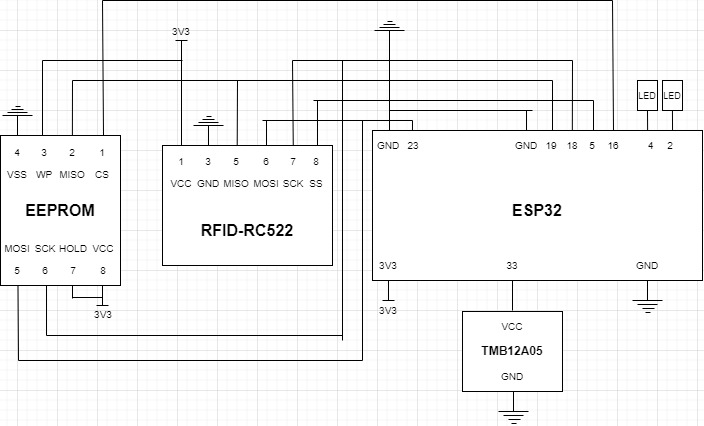 3V3
LED LED
4 3 2 1
VSS WP MISO CS
EEPROM
MOSI SCK HOLD VCC
5 6 7 8
3V3
1 3 5 6 7 8
VCC GND MISO MOSI SCK SS
RFID-RC522
GND 23 GND 19 18 5 16 4 2
ESP32
3V3 33 GND
3V3
VCC
TMB12A05
GND